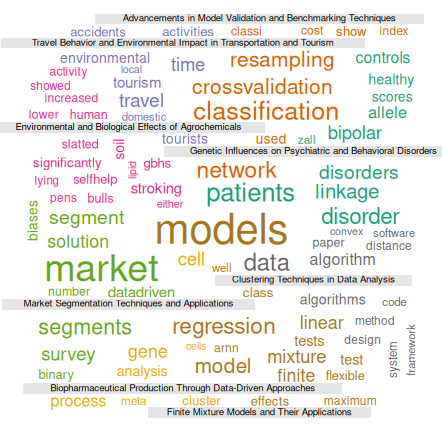 Advancements in Model Validation and Benchmarking Techniques
accidents activities classi cost show index
Travel Behavior and Environmental Impact in Transportation and Tourism
environmental time resampling controls
activity local
showed tourism crossvalidation healthy
increased travel scores
lower human domestic classification allele
Environmental and Biological Effects of Agrochemicals
tourists used zall bipolar
slatted soil
Genetic Influences on Psychiatric and Behavioral Disorders
significantly lipid gbhs network disorders
lying selfhelp stroking patients linkage
pens bulls either
biases segment models disorder
convex software
solution paper distance
market cell well data algorithm
Clustering Techniques in Data Analysis
number datadriven class algorithms code
Market Segmentation Techniques and Applications
segments regression linear method
survey gene cells arnn tests design system framework
binary analysis model mixture test
finite flexible
Biopharmaceutical Production Through Data-Driven Approaches
process meta cluster effects maximum
Finite Mixture Models and Their Applications